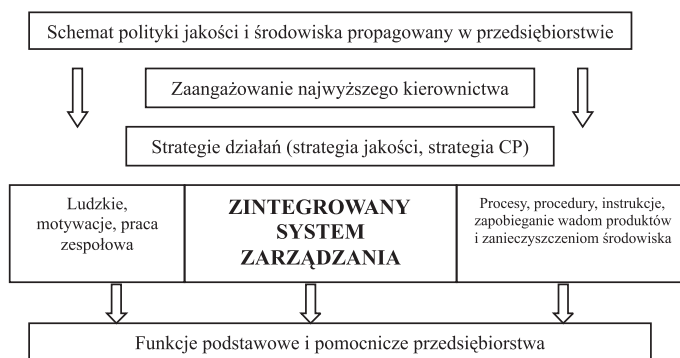 Schemat polityki jakości i środowiska propagowany w przedsiębiorstwie
Zaangażowanie najwyższego kierownictwa
Strategie działań (strategia jakości, strategia CP)
Ludzkie,
motywacje, praca
zespołowa
ZINTEGROWANY
SYSTEM
ZARZĄDZANIA
Procesy, procedury, instrukcje,
zapobieganie wadom produktów
i zanieczyszczeniom środowiska
Funkcje podstawowe i pomocnicze przedsiębiorstwa